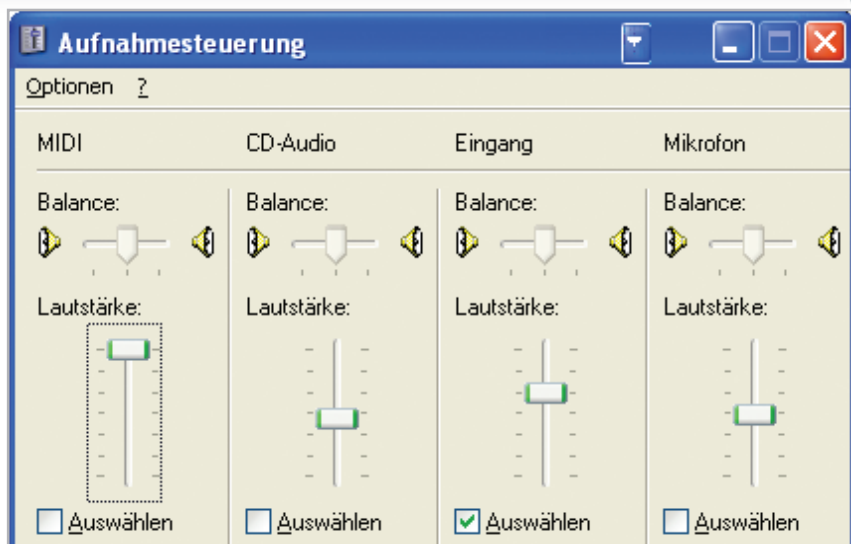 Aufnahmesteuerung
Optionen ?
MIDI CD-Audio Eingang Mikrofon
Balance: Balance: Balance: Balance:
Lautstärke: Lautstärke: Lautstärke: Lautstärke:
Auswählen Auswählen Auswählen Auswählen